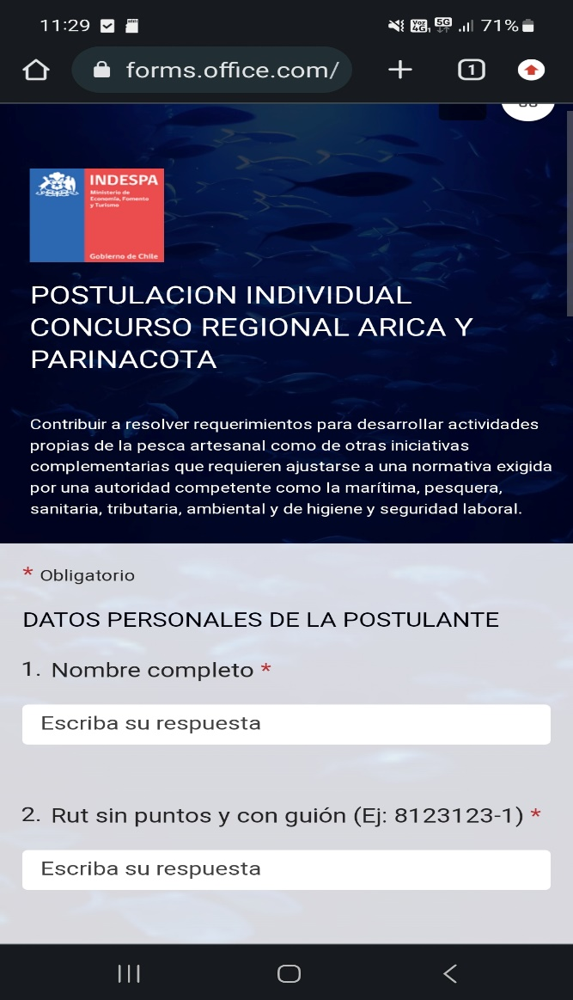 11:29
Voz 4G 5G 71%
forms.office.com/
1
INDESPA
Ministerio de
Economía, Fomento
y Turismo
Gobierno de Chile
POSTULACION INDIVIDUAL
CONCURSO REGIONAL ARICA Y
PARINACOTA
Contribuir a resolver requerimientos para desarrollar actividades
propias de la pesca artesanal como de otras iniciativas
complementarias que requieren ajustarse a una normativa exigida
por una autoridad competente como la marítima, pesquera,
sanitaria, tributaria, ambiental y de higiene y seguridad laboral.
* Obligatorio
DATOS PERSONALES DE LA POSTULANTE
1. Nombre completo *
Escriba su respuesta
2. Rut sin puntos y con guión (Ej: 8123123-1) *
Escriba su respuesta